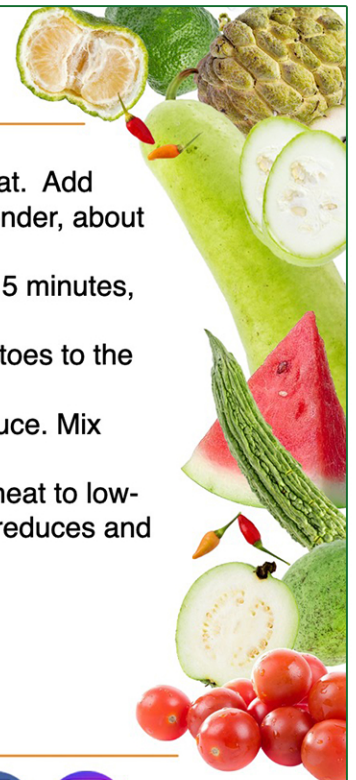 at. Add
nder, about
5 minutes,
toes to the
uce. Mix
heat to low-
reduces and